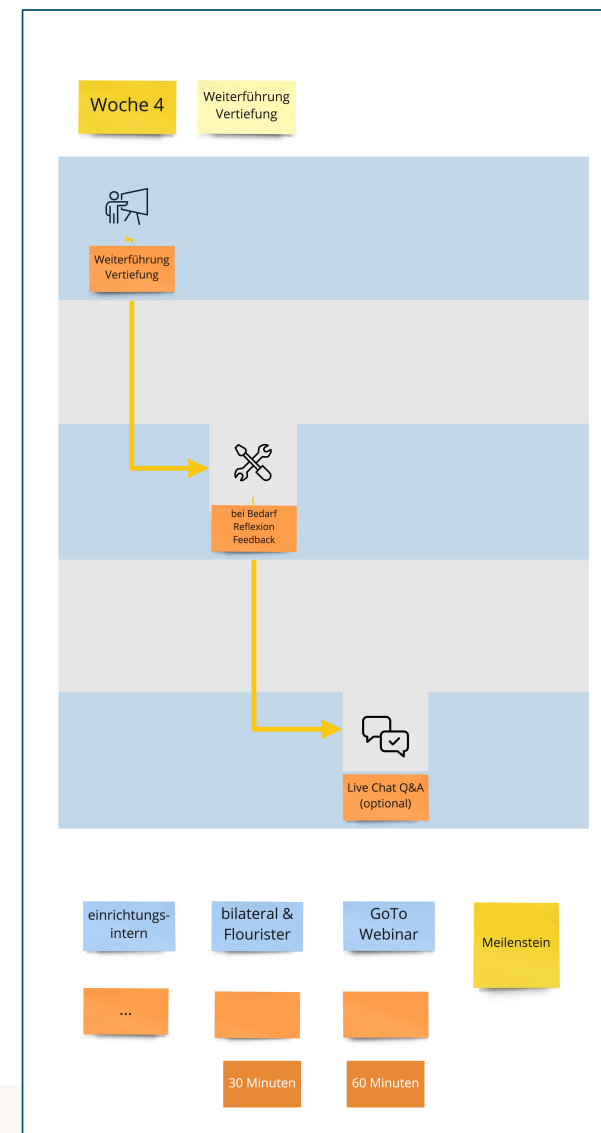 Woche 4
Weiterführung
Vertiefung
Weiterführung
Vertiefung
bei Bedarf
Reflexion
Feedback
Live Chat Q&A
(optional)
einrichtungs-
intern
bilateral &
Flourister
GoTo
Webinar
Meilenstein
...
30 Minuten
60 Minuten